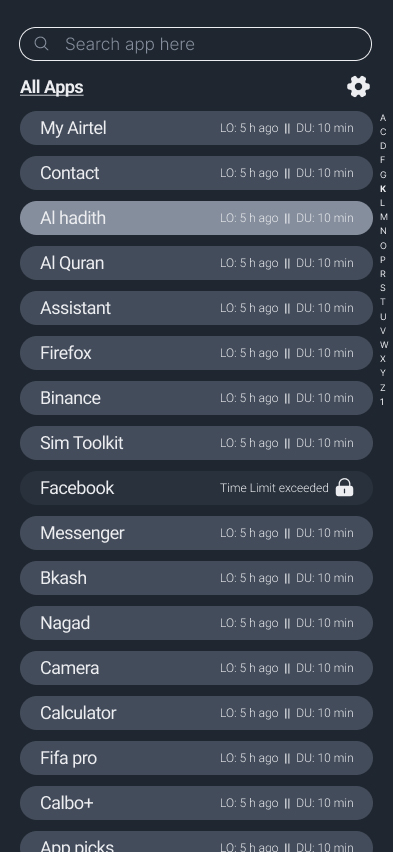 Search app here
All Apps
My Airtel LO: 5 h ago || DU: 10 min
Contact LO: 5 h ago || DU: 10 min
Al hadith LO: 5 h ago || DU: 10 min
Al Quran LO: 5 h ago || DU: 10 min
Assistant LO: 5 h ago || DU: 10 min
Firefox LO: 5 h ago || DU: 10 min
Binance LO: 5 h ago || DU: 10 min
Sim Toolkit LO: 5 h ago || DU: 10 min
Facebook Time Limit exceeded
Messenger LO: 5 h ago || DU: 10 min
Bkash LO: 5 h ago || DU: 10 min
Nagad LO: 5 h ago || DU: 10 min
Camera LO: 5 h ago || DU: 10 min
Calculator LO: 5 h ago || DU: 10 min
Fifa pro LO: 5 h ago || DU: 10 min
Calbo+ LO: 5 h ago || DU: 10 min
App picks LO: 5 h ago || DU: 10 min
A
C
D
F
G
K
L
M
N
O
P
R
S
T
U
V
W
X
Y
Z
1